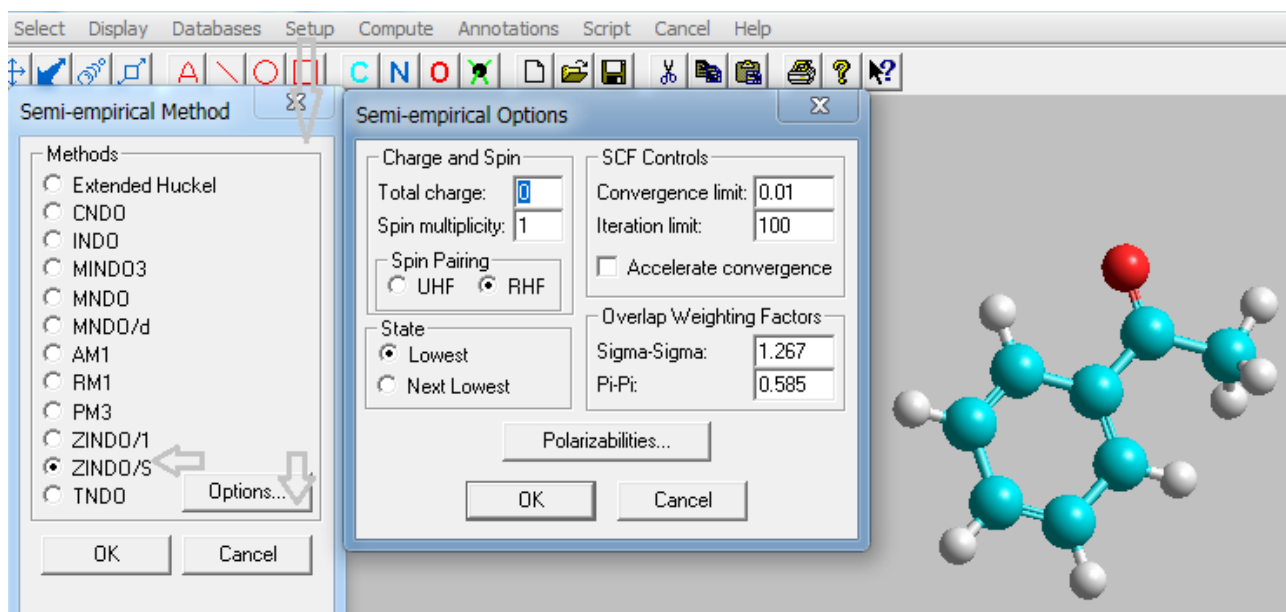 Select Display Databases Setup Compute Annotations Script Cancel Help
A C N O ? ?
Semi-empirical Method
Methods
Extended Huckel
CNDO
INDO
MINDO3
MNDO
MNDO/d
AM1
RM1
PM3
ZINDO/1
ZINDO/S
TNDO
Options...
OK Cancel
Semi-empirical Options
Charge and Spin
Total charge: 0
Spin multiplicity: 1
Spin Pairing
UHF RHF
State
Lowest
Next Lowest
SCF Controls
Convergence limit: 0.01
Iteration limit: 100
Accelerate convergence
Overlap Weighting Factors
Sigma-Sigma: 1.267
Pi-Pi: 0.585
Polarizabilities...
OK Cancel